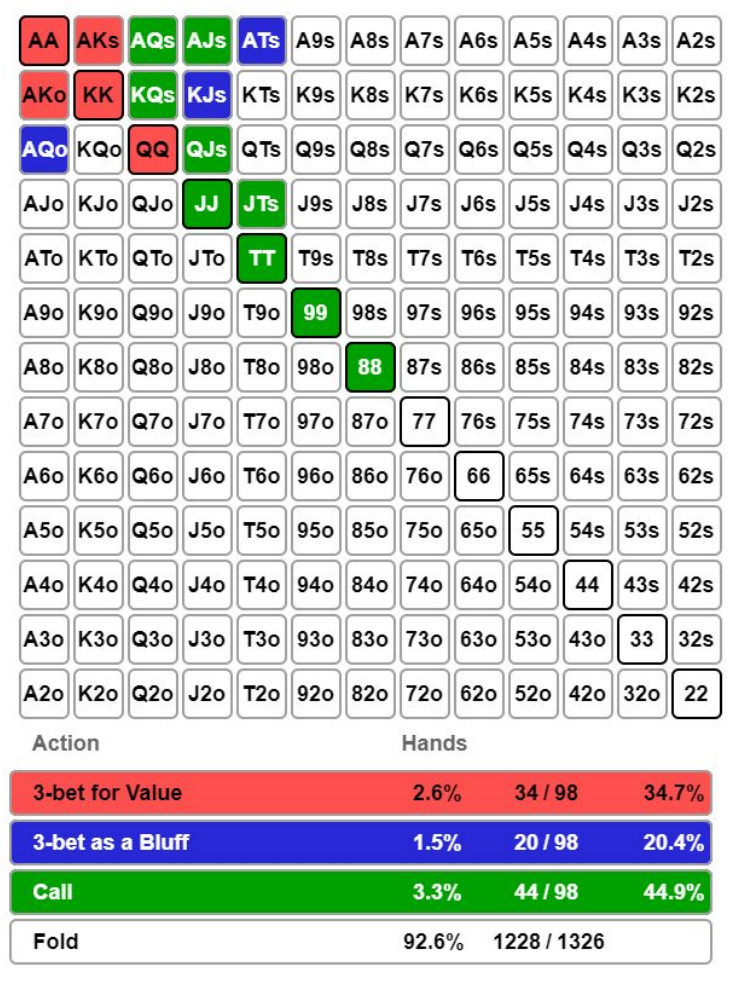 AA AKs AQs AJs ATs A9s A8s A7s A6s A5s A4s A3s A2s
AKo KK KQs KJs KTs K9s K8s K7s K6s K5s K4s K3s K2s
AQo KQo QQ QJs QTs Q9s Q8s Q7s Q6s Q5s Q4s Q3s Q2s
AJo KJo QJo JJ JTs J9s J8s J7s J6s J5s J4s J3s J2s
ATo KTo QTo JTo TT T9s T8s T7s T6s T5s T4s T3s T2s
A9o K9o Q9o J9o T9o 99 98s 97s 96s 95s 94s 93s 92s
A8o K8o Q8o J8o T8o 98o 88 87s 86s 85s 84s 83s 82s
A7o K7o Q7o J7o T7o 97o 87o 77 76s 75s 74s 73s 72s
A6o K6o Q6o J6o T6o 96o 86o 76o 66 65s 64s 63s 62s
A5o K5o Q5o J5o T5o 95o 85o 75o 65o 55 54s 53s 52s
A4o K4o Q4o J4o T4o 94o 84o 74o 64o 54o 44 43s 42s
A3o K3o Q3o J3o T3o 93o 83o 73o 63o 53o 43o 33 32s
A2o K2o Q2o J2o T2o 92o 82o 72o 62o 52o 42o 32o 22
Action Hands
3-bet for Value 2.6% 34 / 98 34.7%
3-bet as a Bluff 1.5% 20 / 98 20.4%
Call 3.3% 44 / 98 44.9%
Fold 92.6% 1228 / 1326